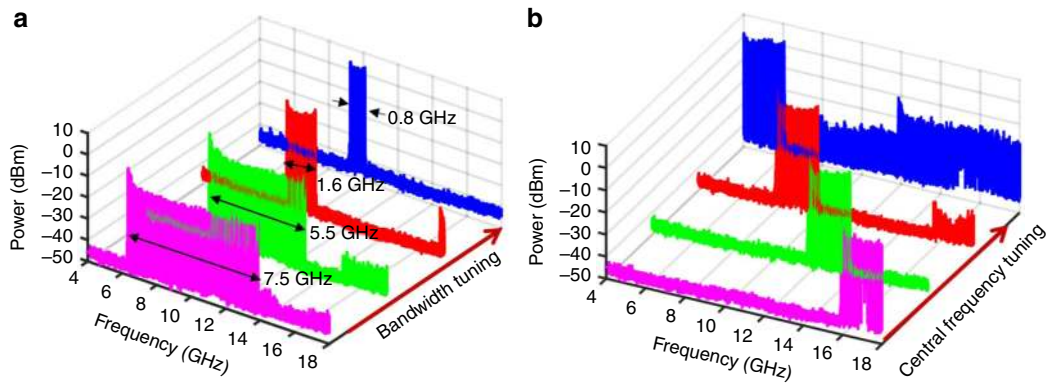 a
10
0
−10
−20
−30
−40
−50
Power (dBm)
4
6
8
10
12
14
16
18
Frequency (GHz)
0.8 GHz
1.6 GHz
5.5 GHz
7.5 GHz
Bandwidth tuning
b
10
0
−10
−20
−30
−40
−50
Power (dBm)
4
6
8
10
12
14
16
18
Frequency (GHz)
Central frequency tuning